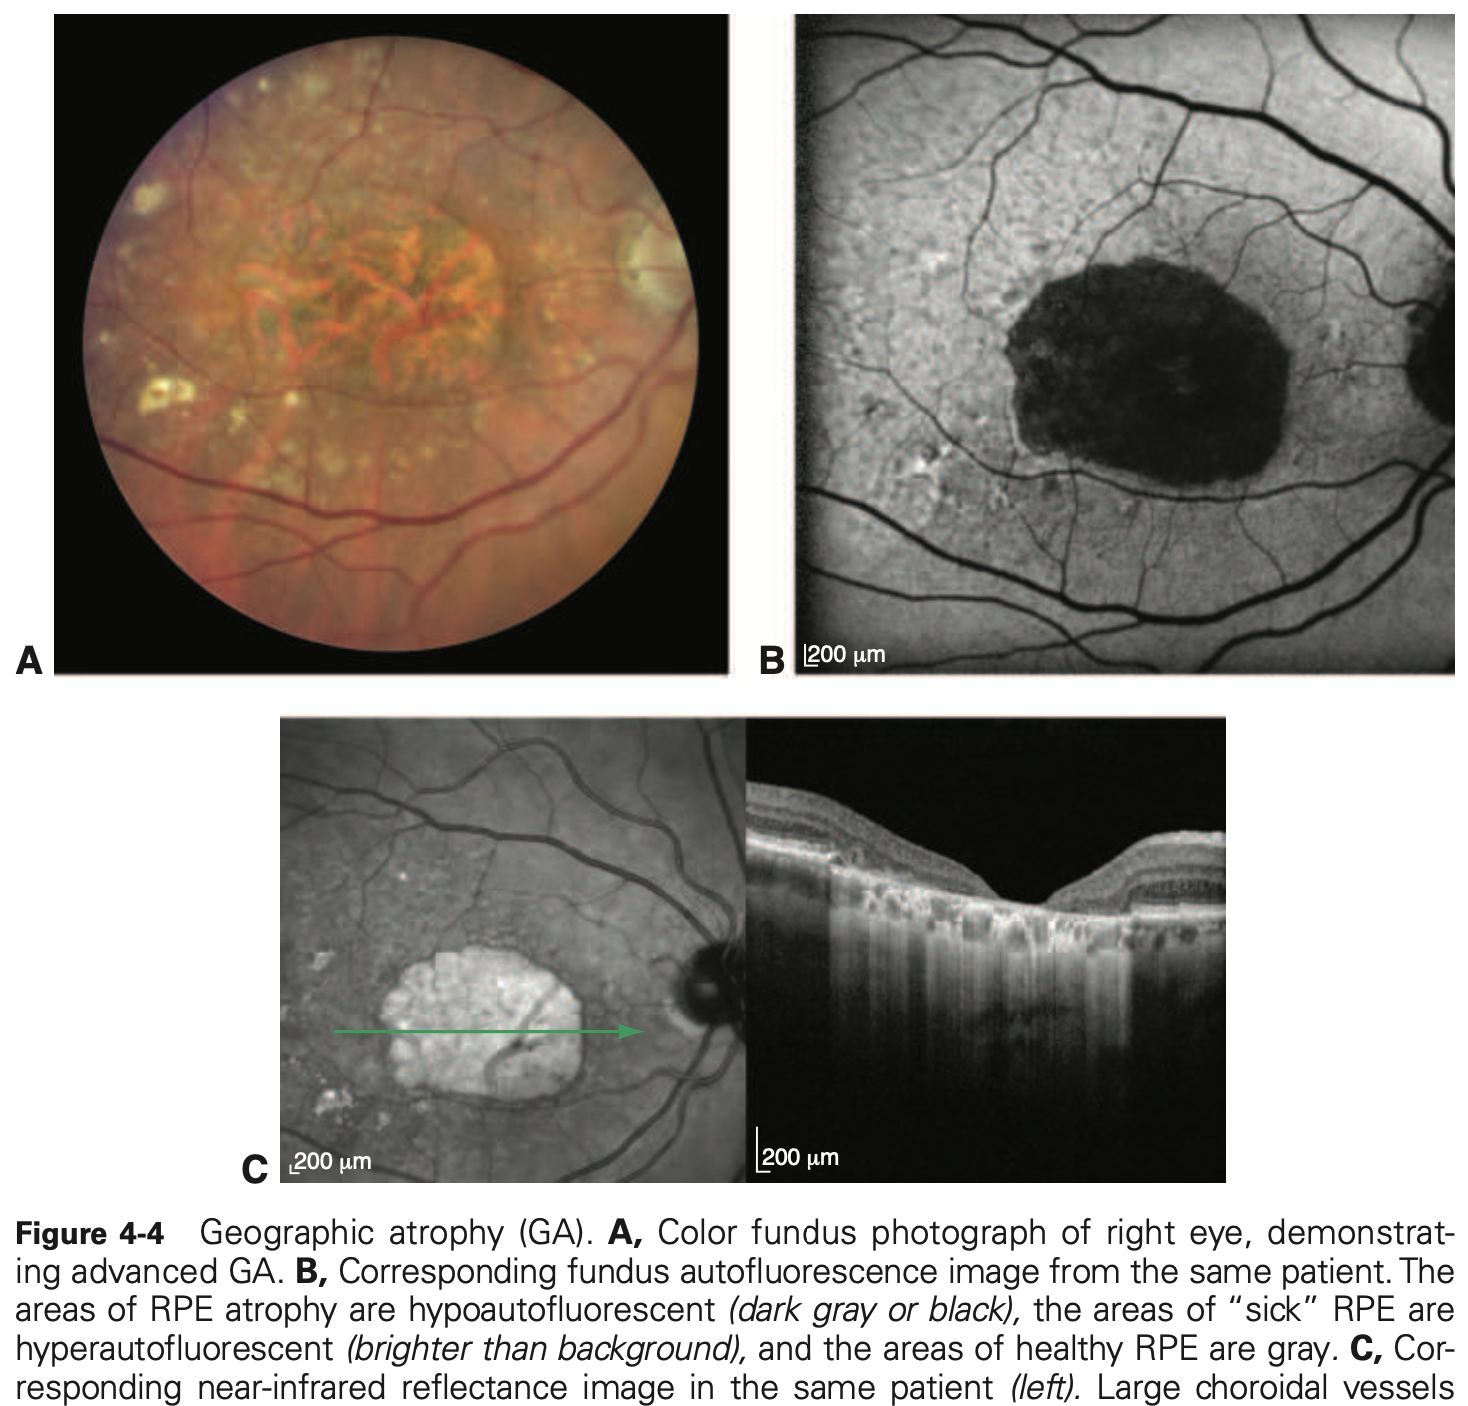 A
B
200 µm
C
200 µm
200 µm
Figure 4-4 Geographic atrophy (GA). A, Color fundus photograph of right eye, demonstrat-
ing advanced GA. B, Corresponding fundus autofluorescence image from the same patient. The
areas of RPE atrophy are hypoautofluorescent (dark gray or black), the areas of “sick” RPE are
hyperautofluorescent (brighter than background), and the areas of healthy RPE are gray. C, Cor-
responding near-infrared reflectance image in the same patient (left). Large choroidal vessels